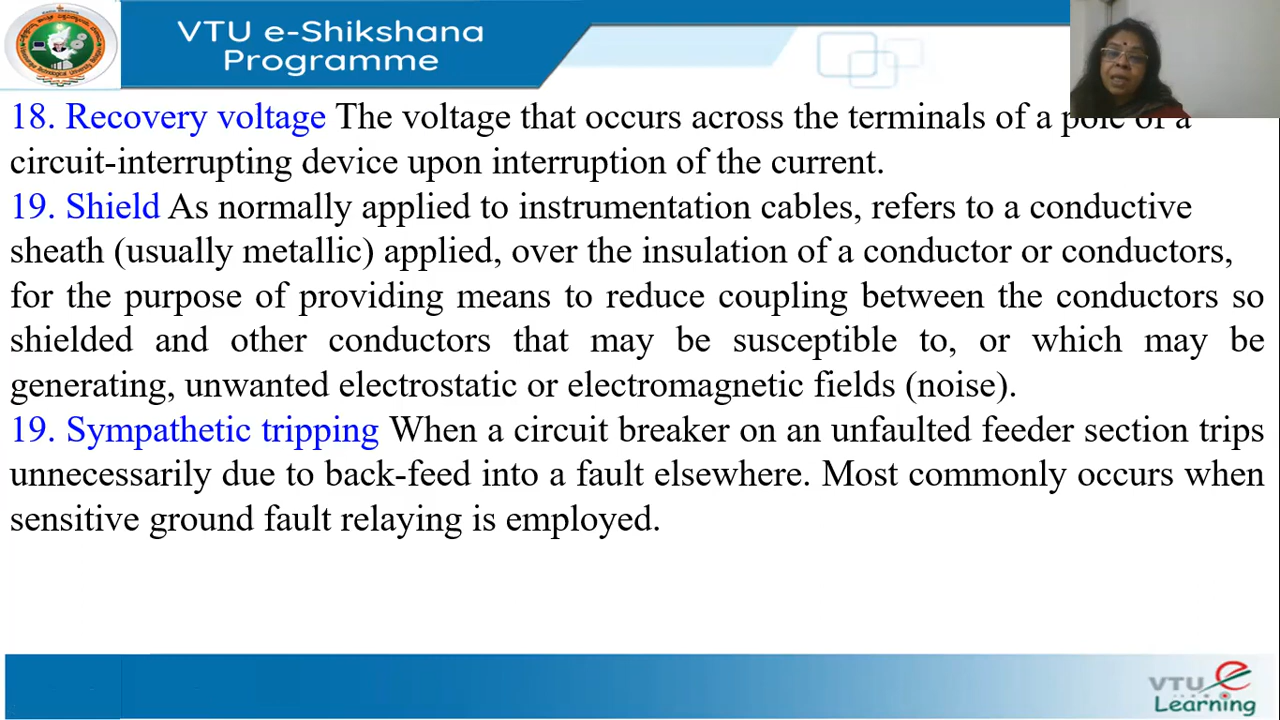 VTU e-Shikshana
Programme
18. Recovery voltage The voltage that occurs across the terminals of a pole of a
circuit-interrupting device upon interruption of the current.
19. Shield As normally applied to instrumentation cables, refers to a conductive
sheath (usually metallic) applied, over the insulation of a conductor or conductors,
for the purpose of providing means to reduce coupling between the conductors so
shielded and other conductors that may be susceptible to, or which may be
generating, unwanted electrostatic or electromagnetic fields (noise).
19. Sympathetic tripping When a circuit breaker on an unfaulted feeder section trips
unnecessarily due to back-feed into a fault elsewhere. Most commonly occurs when
sensitive ground fault relaying is employed.
VTU e
Learning